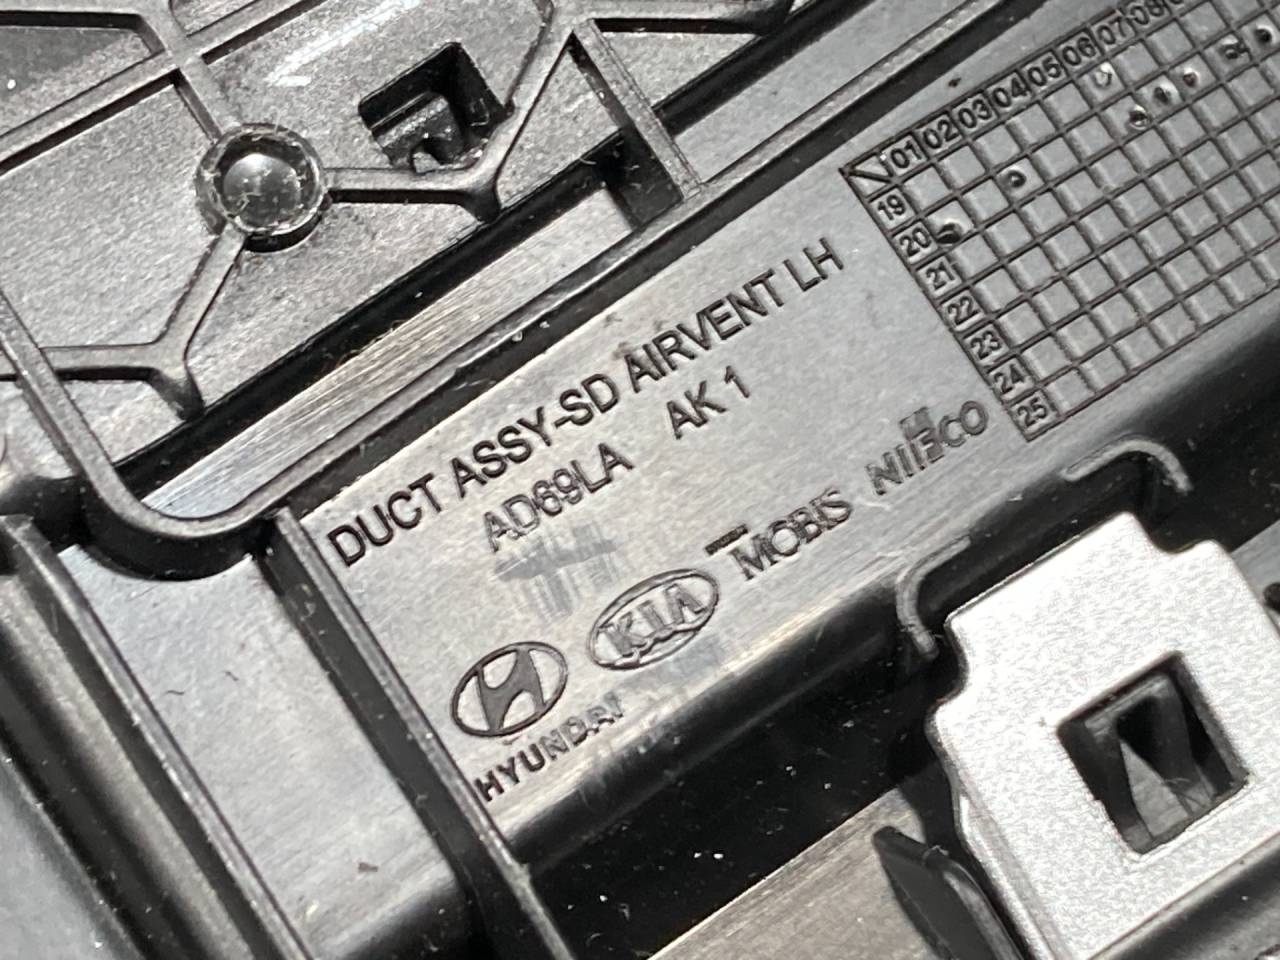 DUCT ASSY-SD AIRVENT LH
AD69LA AK 1
HYUNDAI KIA MOBIS NIFCO
01 02 03 04 05 06 07 08
19
20
21
22
23
24
25